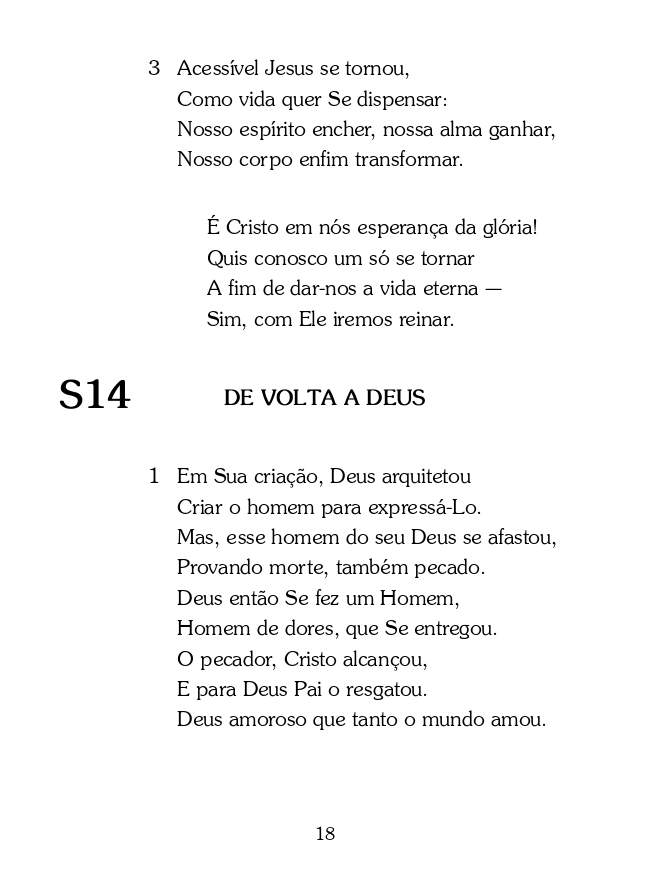 3 Acessível Jesus se tornou,
Como vida quer Se dispensar:
Nosso espírito encher, nossa alma ganhar,
Nosso corpo enfim transformar.
É Cristo em nós esperança da glória!
Quis conosco um só se tornar
A fim de dar-nos a vida eterna —
Sim, com Ele iremos reinar.
S14 DE VOLTA A DEUS
1 Em Sua criação, Deus arquitetou
Criar o homem para expressá-Lo.
Mas, esse homem do seu Deus se afastou,
Provando morte, também pecado.
Deus então Se fez um Homem,
Homem de dores, que Se entregou.
O pecador, Cristo alcançou,
E para Deus Pai o resgatou.
Deus amoroso que tanto o mundo amou.
18